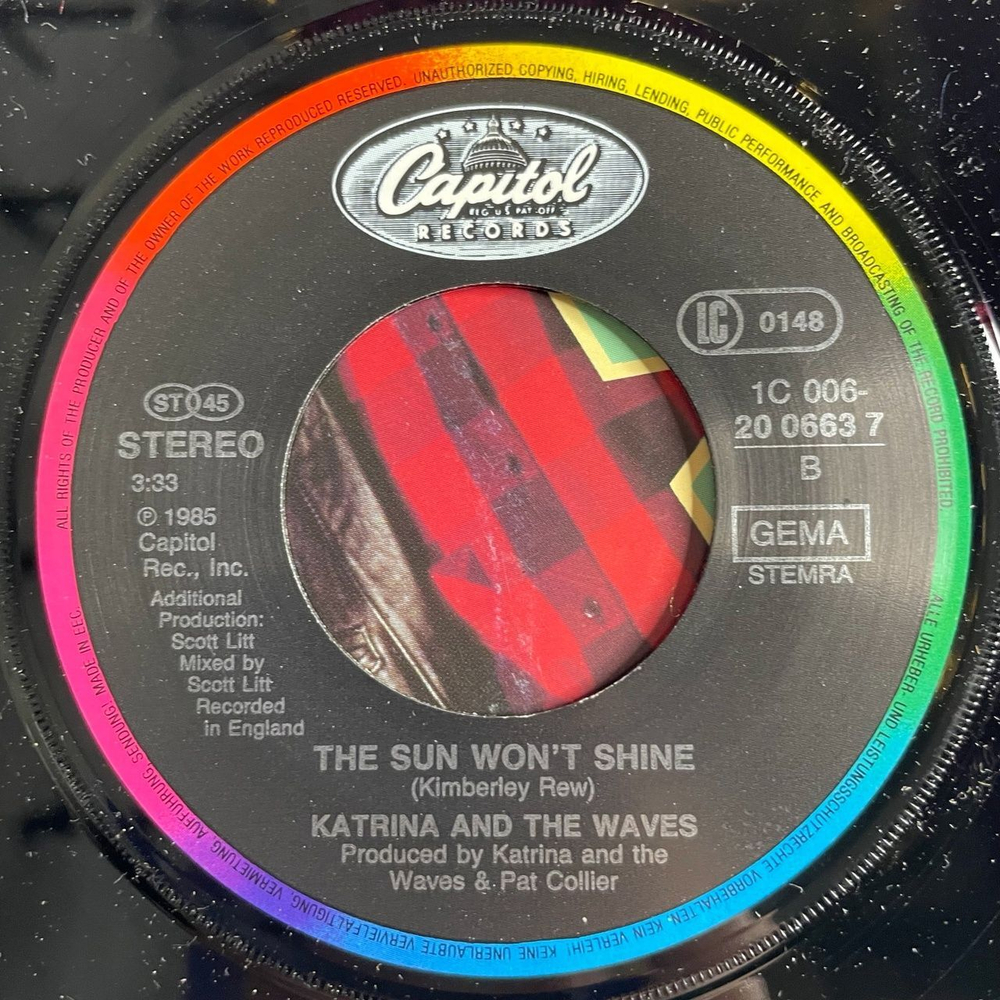 ALL RIGHTS OF THE PRODUCER AND OF THE OWNER OF THE WORK REPRODUCED RESERVED. UNAUTHORIZED COPYING, HIRING, LENDING, PUBLIC PERFORMANCE AND BROADCASTING OF THE RECORD PROHIBITED.
Capitol
REG. U.S. PAT. OFF.
RECORDS
LC 0148
ST 45
STEREO
3:33
℗ 1985
Capitol
Rec., Inc.
Additional
Production:
Scott Litt
Mixed by
Scott Litt
Recorded
in England
1C 006-
20 0663 7
B
GEMA
STEMRA
THE SUN WON'T SHINE
(Kimberley Rew)
KATRINA AND THE WAVES
Produced by Katrina and the
Waves & Pat Collier
ALLE URHEBER- UND LEISTUNGSSCHUTZRECHTE VORBEHALTEN. KEIN VERLEIH! KEINE UNERLAUBTE VERVIELFÄLTIGUNG, VERMIETUNG, AUFFÜHRUNG, SENDUNG! MADE IN EEC.